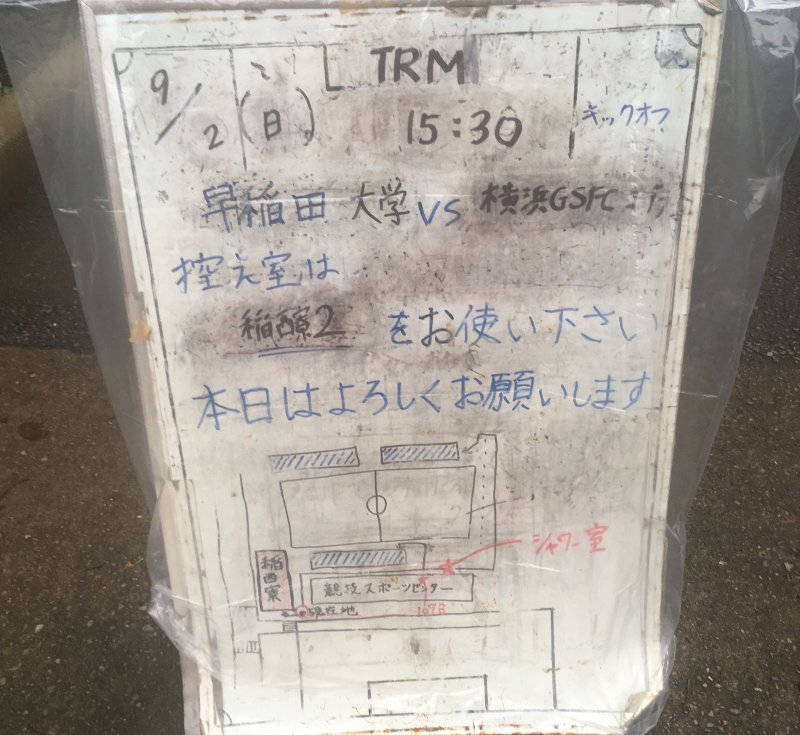 TRM
9/2(日) 15:30 キックオフ
早稲田大学 vs 横浜GSFC
控え室は
稲西寮2 をお使い下さい
本日はよろしくお願いします
シャワー室
稲西寮
競技スポーツセンター
現在地
107B